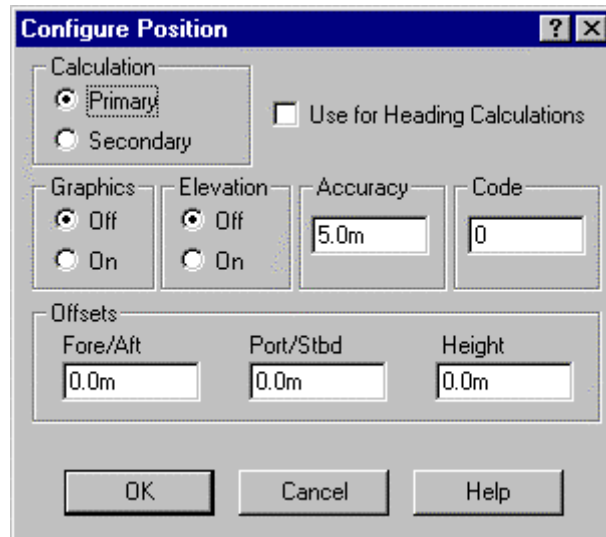 Configure Position
Calculation
Primary
Use for Heading Calculations
Secondary
Graphics Elevation Accuracy Code
Off Off 5.0m 0
On On
Offsets
Fore/Aft Port/Stbd Height
0.0m 0.0m 0.0m
OK Cancel Help